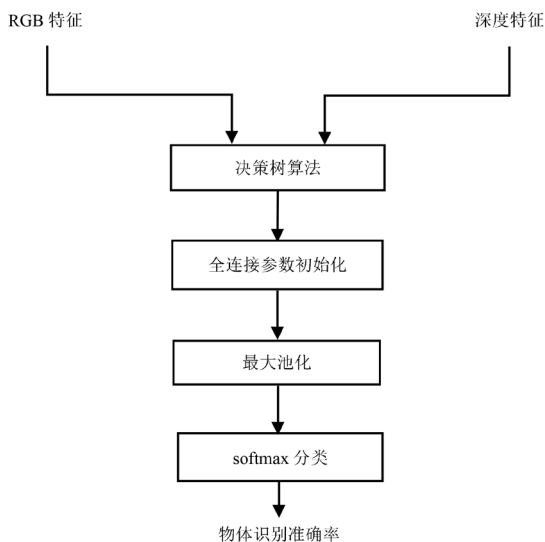 RGB 特征
深度特征
决策树算法
全连接参数初始化
最大池化
softmax 分类
物体识别准确率